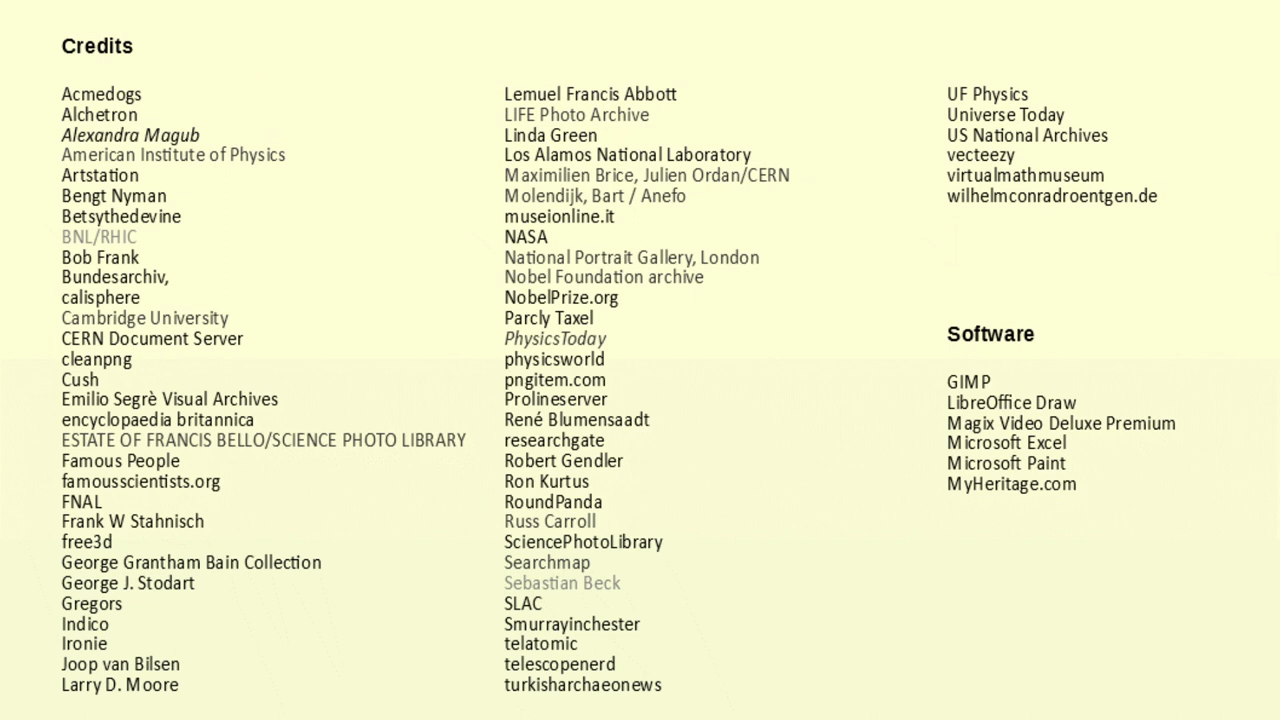 Credits
Acmedogs
Alchetron
Alexandra Magub
American Institute of Physics
Artstation
Bengt Nyman
Betsythedevine
BNL/RHIC
Bob Frank
Bundesarchiv,
calisphere
Cambridge University
CERN Document Server
cleanpng
Cush
Emilio Segrè Visual Archives
encyclopaedia britannica
ESTATE OF FRANCIS BELLO/SCIENCE PHOTO LIBRARY
Famous People
famousscientists.org
FNAL
Frank W Stahnisch
free3d
George Grantham Bain Collection
George J. Stodart
Gregors
Indico
Ironie
Joop van Bilsen
Larry D. Moore
Lemuel Francis Abbott
LIFE Photo Archive
Linda Green
Los Alamos National Laboratory
Maximilien Brice, Julien Ordan/CERN
Molendijk, Bart / Anefo
museionline.it
NASA
National Portrait Gallery, London
Nobel Foundation archive
NobelPrize.org
Parcly Taxel
PhysicsToday
physicsworld
pngitem.com
Prolineserver
René Blumensaadt
researchgate
Robert Gendler
Ron Kurtus
RoundPanda
Russ Carroll
SciencePhotoLibrary
Searchmap
Sebastian Beck
SLAC
Smurrayinchester
telatomic
telescopenerd
turkisharchaeonews
UF Physics
Universe Today
US National Archives
vecteezy
virtualmathmuseum
wilhelmconradroentgen.de
Software
GIMP
LibreOffice Draw
Magix Video Deluxe Premium
Microsoft Excel
Microsoft Paint
MyHeritage.com